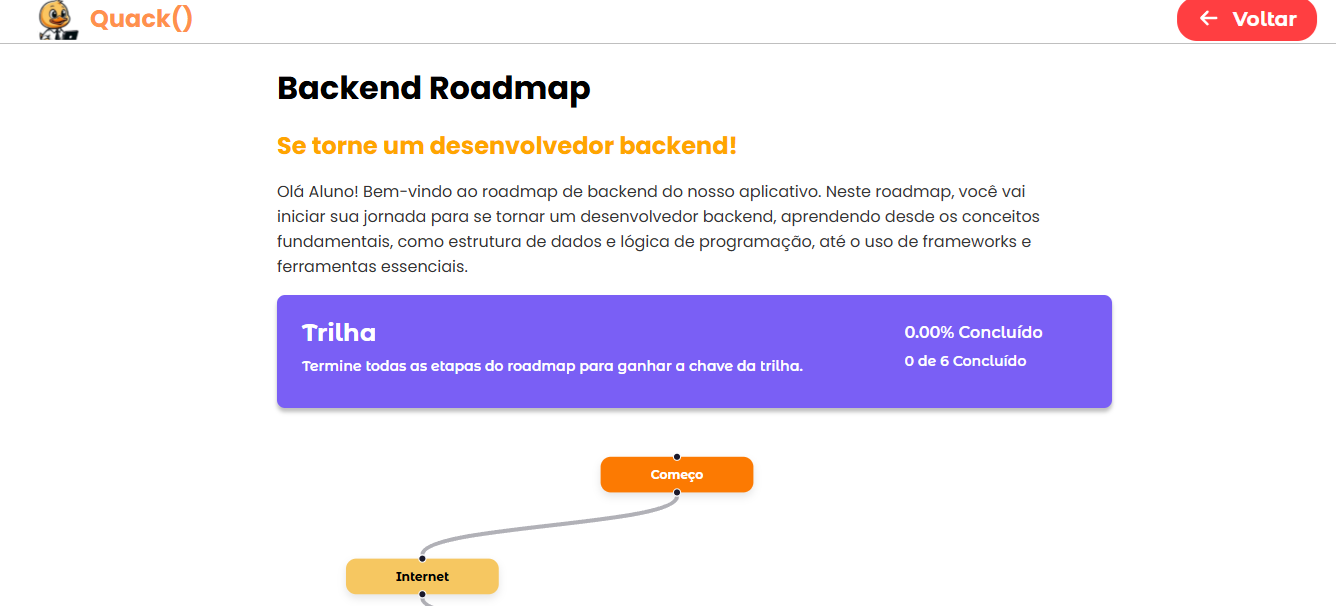 Quack()
Voltar
Backend Roadmap
Se torne um desenvolvedor backend!
Olá Aluno! Bem-vindo ao roadmap de backend do nosso aplicativo. Neste roadmap, você vai
iniciar sua jornada para se tornar um desenvolvedor backend, aprendendo desde os conceitos
fundamentais, como estrutura de dados e lógica de programação, até o uso de frameworks e
ferramentas essenciais.
Trilha
0.00% Concluído
Termine todas as etapas do roadmap para ganhar a chave da trilha.
0 de 6 Concluído
Começo
Internet